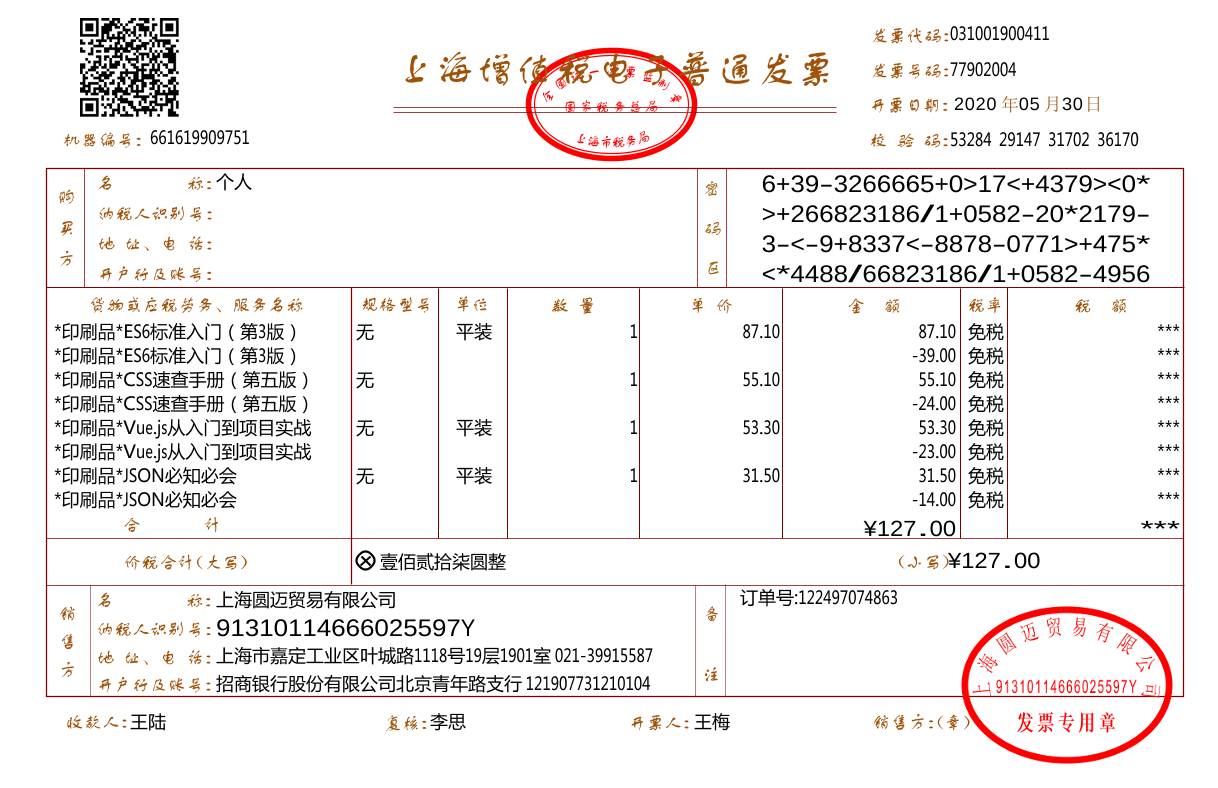 上海增值税电子普通发票
全国统一发票监制章
国家税务总局
上海市税务局
发票代码:031001900411
发票号码:77902004
开票日期: 2020 年05 月30日
校 验 码:53284 29147 31702 36170
机器编号: 661619909751
购买方
名 称:个人
纳税人识别号:
地 址、电 话:
开户行及账号:
密码区
6+39-3266665+0>17<+4379><0*
>+266823186/1+0582-20*2179-
3-<-9+8337<-8878-0771>+475*
<*4488/66823186/1+0582-4956
货物或应税劳务、服务名称 规格型号 单位 数 量 单 价 金 额 税率 税 额
*印刷品*ES6标准入门（第3版） 无 平装 1 87.10 87.10 免税 ***
*印刷品*ES6标准入门（第3版） -39.00 免税 ***
*印刷品*CSS速查手册（第五版） 无 1 55.10 55.10 免税 ***
*印刷品*CSS速查手册（第五版） -24.00 免税 ***
*印刷品*Vue.js从入门到项目实战 无 平装 1 53.30 53.30 免税 ***
*印刷品*Vue.js从入门到项目实战 -23.00 免税 ***
*印刷品*JSON必知必会 无 平装 1 31.50 31.50 免税 ***
*印刷品*JSON必知必会 -14.00 免税 ***
合 计 ¥127.00 ***
价税合计(大写) ⊗壹佰贰拾柒圆整 (小写)¥127.00
销售方
名 称:上海圆迈贸易有限公司
纳税人识别号:91310114666025597Y
地 址、电 话:上海市嘉定工业区叶城路1118号19层1901室 021-39915587
开户行及账号:招商银行股份有限公司北京青年路支行 121907731210104
备注
订单号:122497074863
上海圆迈贸易有限公司
91310114666025597Y
发票专用章
收款人:王陆 复核:李思 开票人:王梅 销售方:(章)